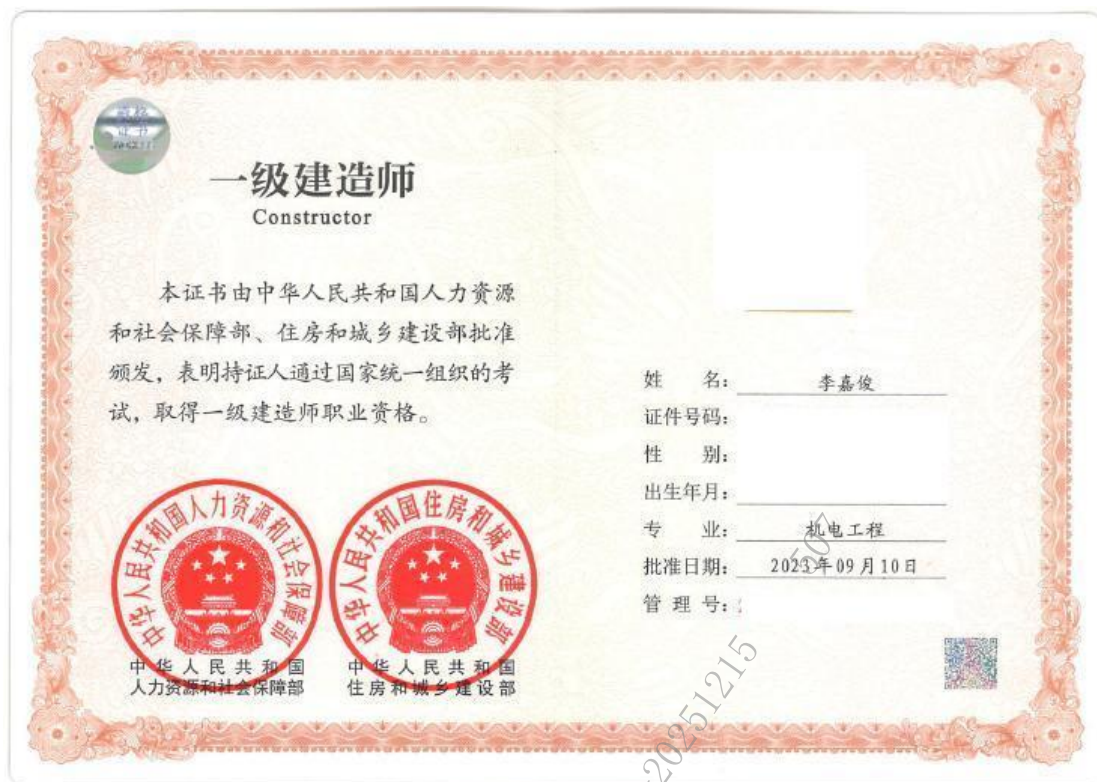 资格
证书
一级建造师
Constructor
本证书由中华人民共和国人力资源
和社会保障部、住房和城乡建设部批准
颁发,表明持证人通过国家统一组织的考
试,取得一级建造师职业资格。
中华人民共和国人力资源和社会保障部
中华人民共和国
人力资源和社会保障部
中华人民共和国住房和城乡建设部
中华人民共和国
住房和城乡建设部
姓 名: 李嘉俊
证件号码:
性 别:
出生年月:
专 业: 机电工程
批准日期: 2023年09月10日
管 理 号:
20251215
507